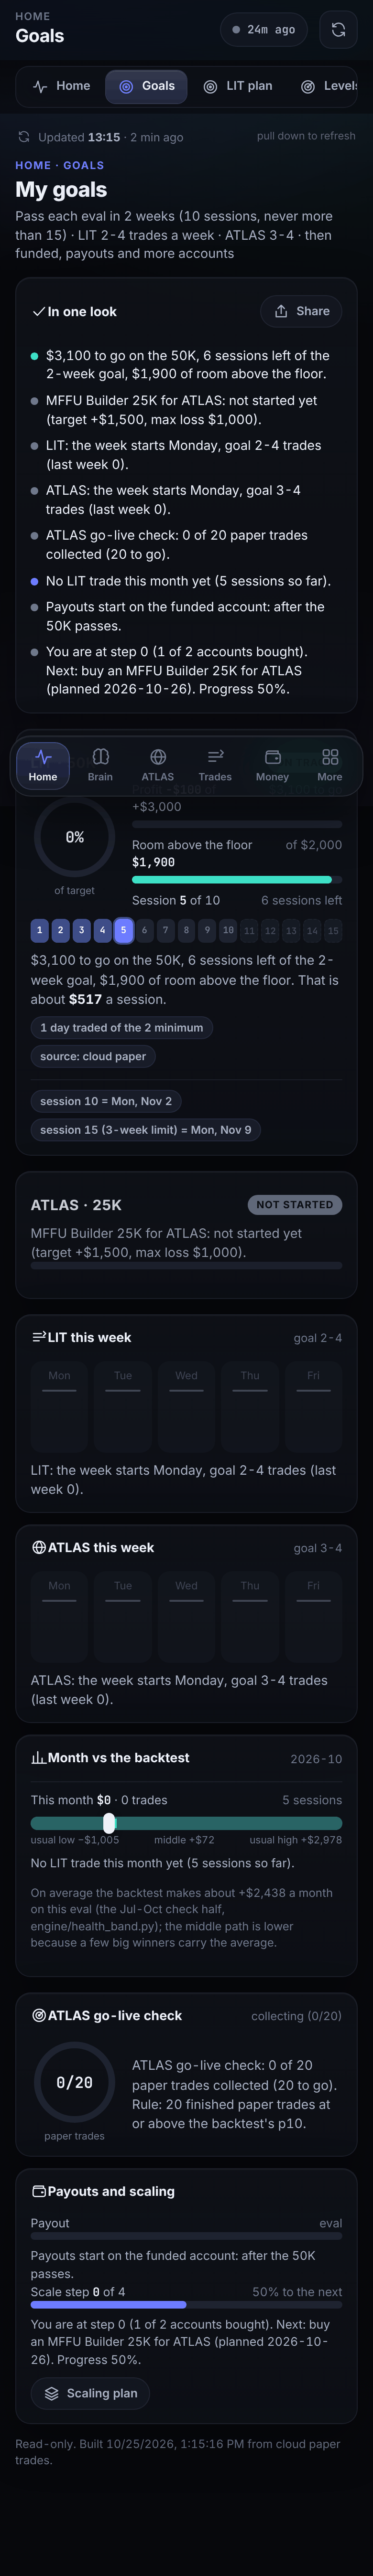 HOME
Goals
24m ago
Home
Goals
LIT plan
Levels
Updated 13:15 · 2 min ago
pull down to refresh
HOME · GOALS
My goals
Pass each eval in 2 weeks (10 sessions, never more
than 15) · LIT 2-4 trades a week · ATLAS 3-4 · then
funded, payouts and more accounts
In one look
Share
$3,100 to go on the 50K, 6 sessions left of the
2-week goal, $1,900 of room above the floor.
MFFU Builder 25K for ATLAS: not started yet
(target +$1,500, max loss $1,000).
LIT: the week starts Monday, goal 2-4 trades
(last week 0).
ATLAS: the week starts Monday, goal 3-4
trades (last week 0).
ATLAS go-live check: 0 of 20 paper trades
collected (20 to go).
No LIT trade this month yet (5 sessions so far).
Payouts start on the funded account: after the
50K passes.
You are at step 0 (1 of 2 accounts bought).
Next: buy an MFFU Builder 25K for ATLAS
(planned 2026-10-26). Progress 50%.
Home
Brain
ATLAS
Trades
Money
More
Profit −$100 of
+$3,000
0%
of target
Room above the floor
of $2,000
$1,900
Session 5 of 10
6 sessions left
1 2 3 4 5 6 7 8 9 10 11 12 13 14 15
$3,100 to go on the 50K, 6 sessions left of the 2-
week goal, $1,900 of room above the floor. That is
about $517 a session.
1 day traded of the 2 minimum
source: cloud paper
session 10 = Mon, Nov 2
session 15 (3-week limit) = Mon, Nov 9
ATLAS · 25K
NOT STARTED
MFFU Builder 25K for ATLAS: not started yet
(target +$1,500, max loss $1,000).
LIT this week
goal 2-4
Mon Tue Wed Thu Fri
LIT: the week starts Monday, goal 2-4 trades (last
week 0).
ATLAS this week
goal 3-4
Mon Tue Wed Thu Fri
ATLAS: the week starts Monday, goal 3-4 trades
(last week 0).
Month vs the backtest
2026-10
This month $0 · 0 trades
5 sessions
usual low −$1,005
middle +$72
usual high +$2,978
No LIT trade this month yet (5 sessions so far).
On average the backtest makes about +$2,438 a month
on this eval (the Jul-Oct check half,
engine/health_band.py); the middle path is lower
because a few big winners carry the average.
ATLAS go-live check
collecting (0/20)
0/20
paper trades
ATLAS go-live check: 0 of 20
paper trades collected (20 to go).
Rule: 20 finished paper trades at
or above the backtest's p10.
Payouts and scaling
Payout
eval
Payouts start on the funded account: after the 50K
passes.
Scale step 0 of 4
50% to the next
You are at step 0 (1 of 2 accounts bought). Next: buy
an MFFU Builder 25K for ATLAS (planned 2026-10-
26). Progress 50%.
Scaling plan
Read-only. Built 10/25/2026, 1:15:16 PM from cloud paper
trades.